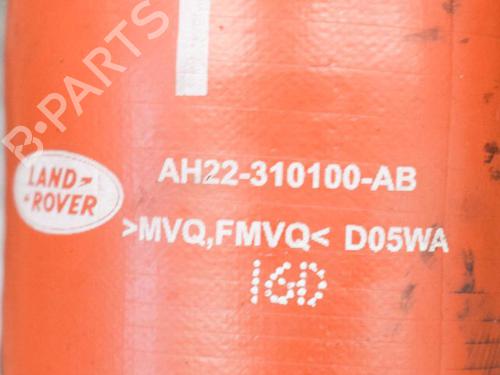 B·PARTS
LAND
ROVER
AH22-310100-AB
>MVQ,FMVQ< D05WA
16D